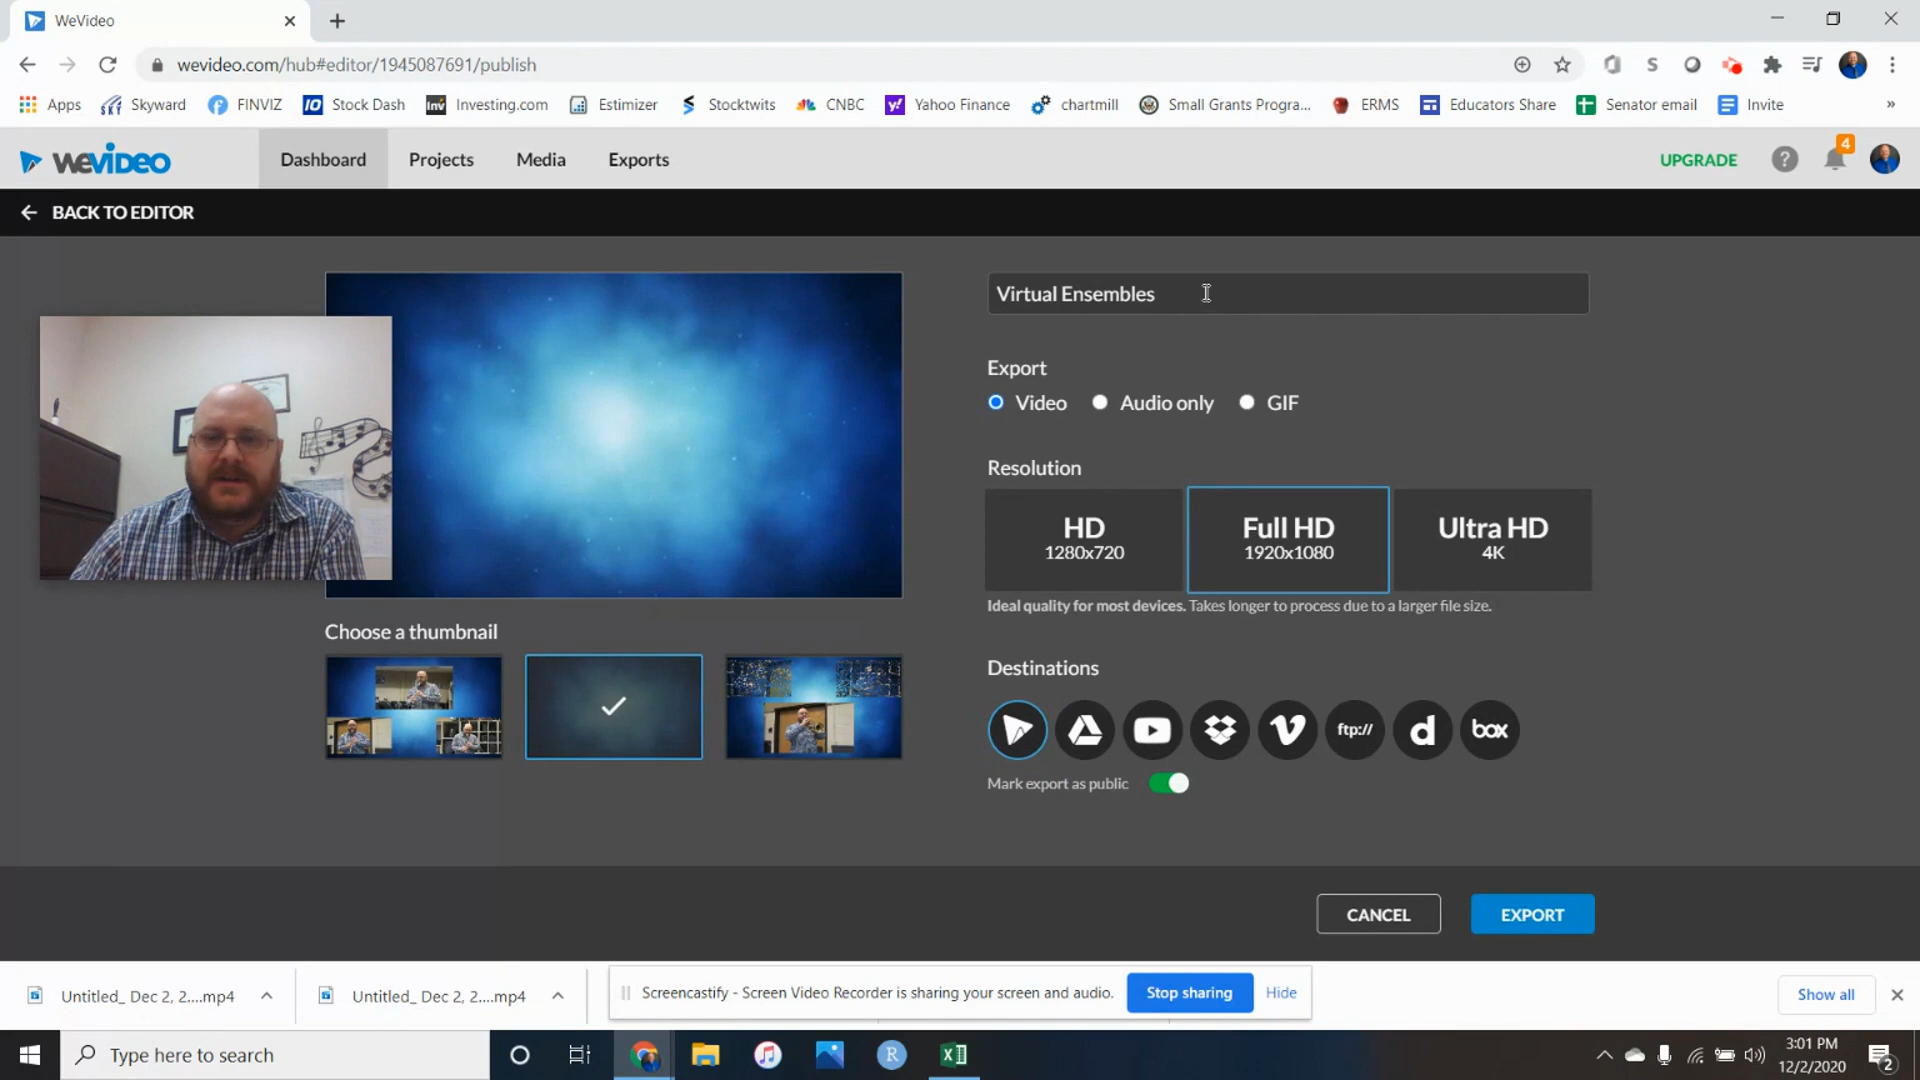 WeVideo
wevideo.com/hub#editor/1945087691/publish
Apps Skyward FINVIZ IO Stock Dash Inv Investing.com Estimizer Stocktwits CNBC y! Yahoo Finance chartmill Small Grants Progra... ERMS Educators Share Senator email Invite »
WEVIDEO Dashboard Projects Media Exports UPGRADE ? 4
BACK TO EDITOR
Virtual Ensembles
Export
Video Audio only GIF
Resolution
HD Full HD Ultra HD
1280x720 1920x1080 4K
Ideal quality for most devices. Takes longer to process due to a larger file size.
Choose a thumbnail
Destinations
ftp:// d box
Mark export as public
CANCEL EXPORT
Untitled_ Dec 2, 2....mp4 Untitled_ Dec 2, 2....mp4 Screencastify - Screen Video Recorder is sharing your screen and audio. Stop sharing Hide Show all
Type here to search R X 3:01 PM
12/2/2020 2